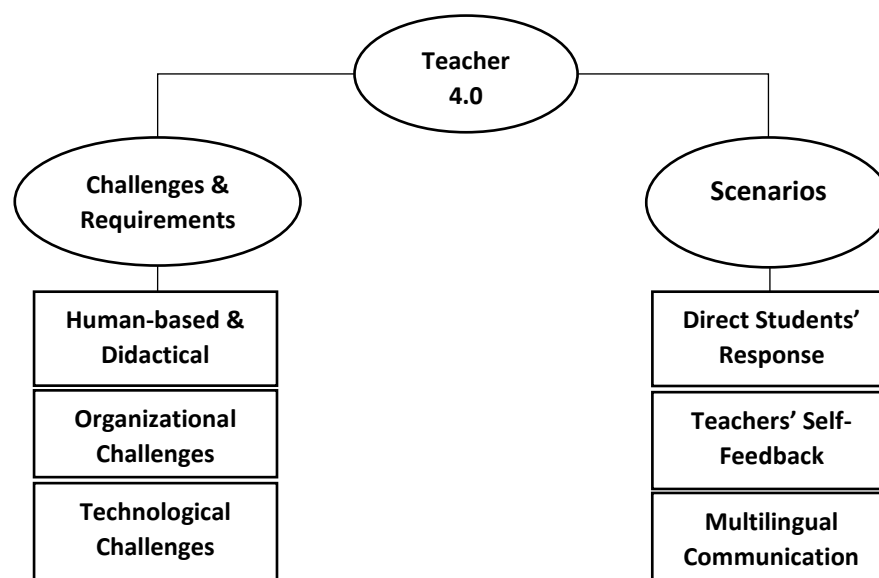 Teacher
4.0
Challenges &
Requirements
Scenarios
Human-based &
Didactical
Organizational
Challenges
Technological
Challenges
Direct Students’
Response
Teachers’ Self-
Feedback
Multilingual
Communication